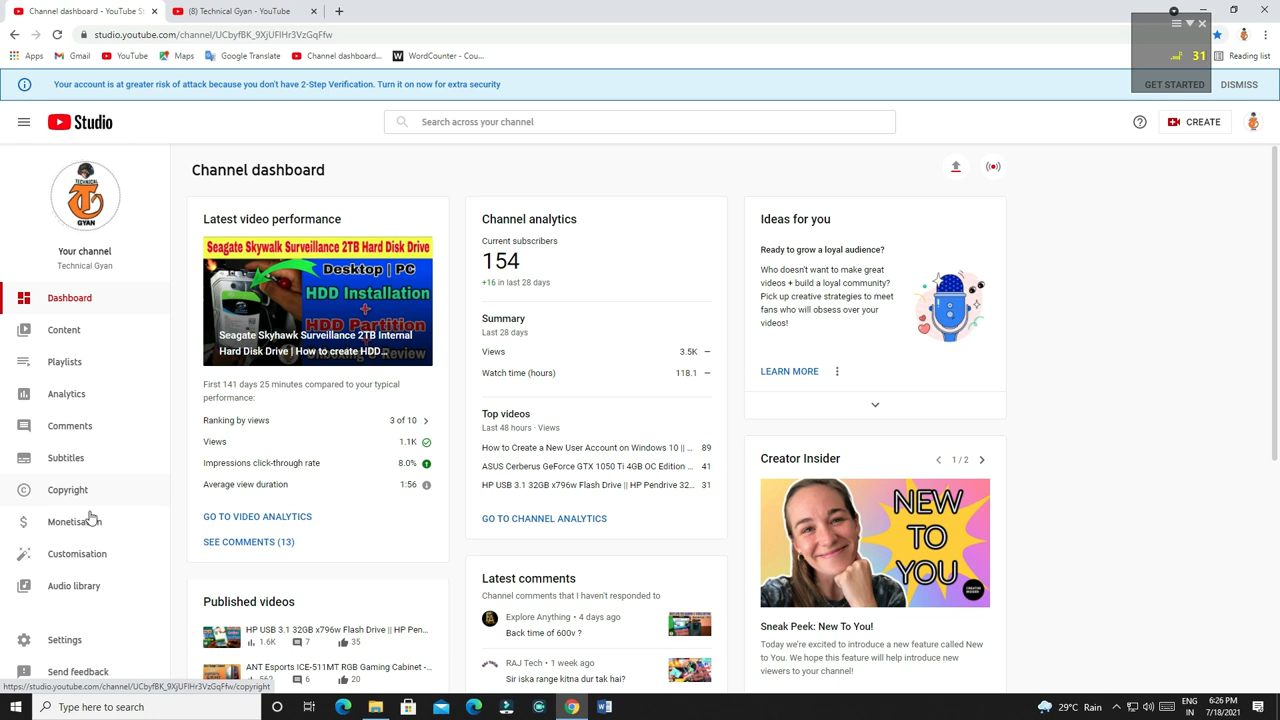 Channel dashboard - YouTube St
(8) Technical Gyan - YouTube
studio.youtube.com/channel/UCbyfBK_9XjUFlHr3VzGqFfw
Apps
Gmail
YouTube
Maps
Google Translate
Channel dashboard...
WordCounter - Cou...
31
Reading list
Your account is at greater risk of attack because you don't have 2-Step Verification. Turn it on now for extra security
GET STARTED
DISMISS
Studio
Search across your channel
CREATE
TECHNICAL
GYAN
Your channel
Technical Gyan
Dashboard
Content
Playlists
Analytics
Comments
Subtitles
Copyright
Monetisation
Customisation
Audio library
Settings
Send feedback
Channel dashboard
Latest video performance
Seagate Skywalk Surveillance 2TB Hard Disk Drive
Desktop | PC
HDD Installation
+
HDD Partition
Unboxing & Review
Seagate Skyhawk Surveillance 2TB Internal
Hard Disk Drive | How to create HDD...
First 141 days 25 minutes compared to your typical
performance:
Ranking by views 3 of 10
Views 1.1K
Impressions click-through rate 8.0%
Average view duration 1:56
GO TO VIDEO ANALYTICS
SEE COMMENTS (13)
Published videos
HP USB 3.1 32GB x796w Flash Drive || HP Pen...
1.6K 7 35
ANT Esports ICE-511MT RGB Gaming Cabinet -...
562 6 20
Channel analytics
Current subscribers
154
+16 in last 28 days
Summary
Last 28 days
Views 3.5K —
Watch time (hours) 118.1 —
Top videos
Last 48 hours · Views
How to Create a New User Account on Windows 10 || ... 89
ASUS Cerberus GeForce GTX 1050 Ti 4GB OC Edition ... 41
HP USB 3.1 32GB x796w Flash Drive || HP Pendrive 32... 31
GO TO CHANNEL ANALYTICS
Latest comments
Channel comments that I haven't responded to
Explore Anything • 4 days ago
Back time of 600v ?
RAJ Tech • 1 week ago
Sir iska range kitna dur tak hai?
Ideas for you
Ready to grow a loyal audience?
Who doesn't want to make great
videos + build a loyal community?
Pick up creative strategies to meet
fans who will obsess over your
videos!
LEARN MORE
Creator Insider
1 / 2
NEW
TO
YOU
Sneak Peek: New To You!
Today we're excited to introduce a new feature called New
to You. We hope this feature will help introduce new
viewers to your channel!
https://studio.youtube.com/channel/UCbyfBK_9XjUFlHr3VzGqFfw/copyright
Type here to search
29°C Rain
ENG
IN
6:26 PM
7/18/2021